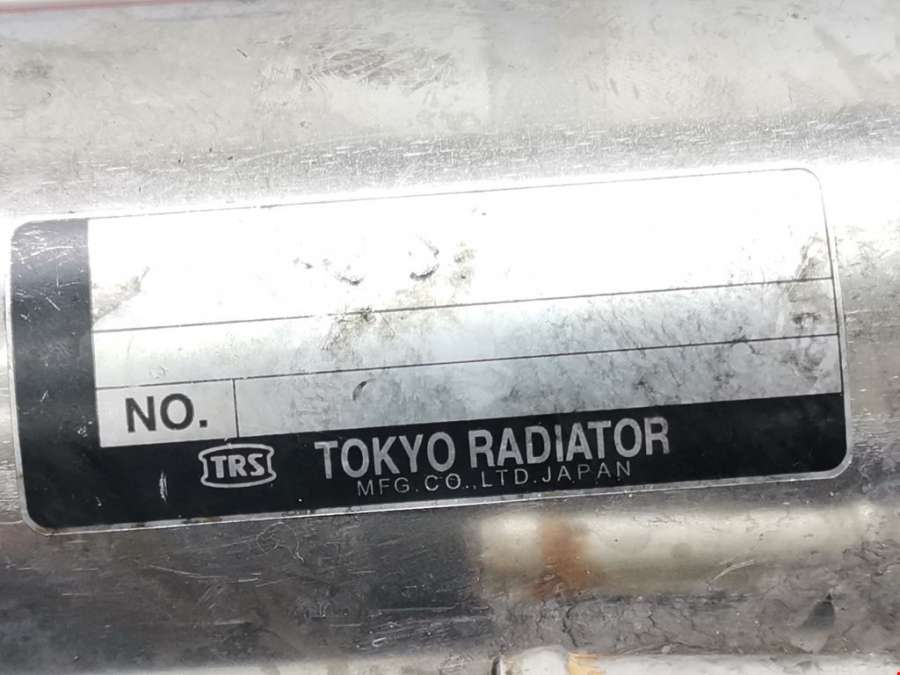 NO.
TRS
TOKYO RADIATOR
MFG.CO.,LTD.JAPAN